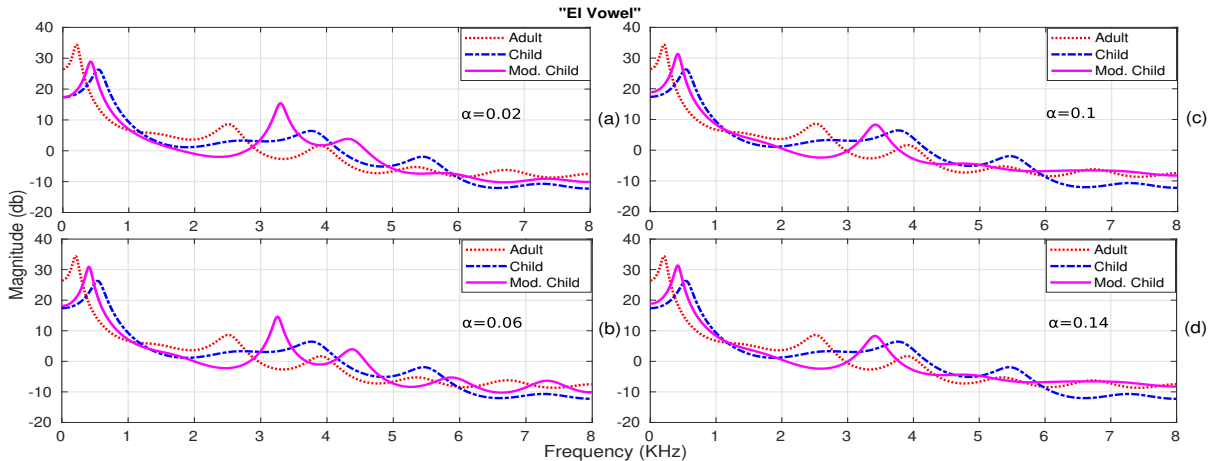 "EI Vowel"
40
30
20
10
0
-10
-20
0 1 2 3 4 5 6 7 8
Adult
Child
Mod. Child
α=0.02
(a)
40
30
20
10
0
-10
-20
0 1 2 3 4 5 6 7 8
Adult
Child
Mod. Child
α=0.1
(c)
Magnitude (db)
40
30
20
10
0
-10
-20
0 1 2 3 4 5 6 7 8
Adult
Child
Mod. Child
α=0.06
(b)
40
30
20
10
0
-10
-20
0 1 2 3 4 5 6 7 8
Adult
Child
Mod. Child
α=0.14
(d)
Frequency (KHz)